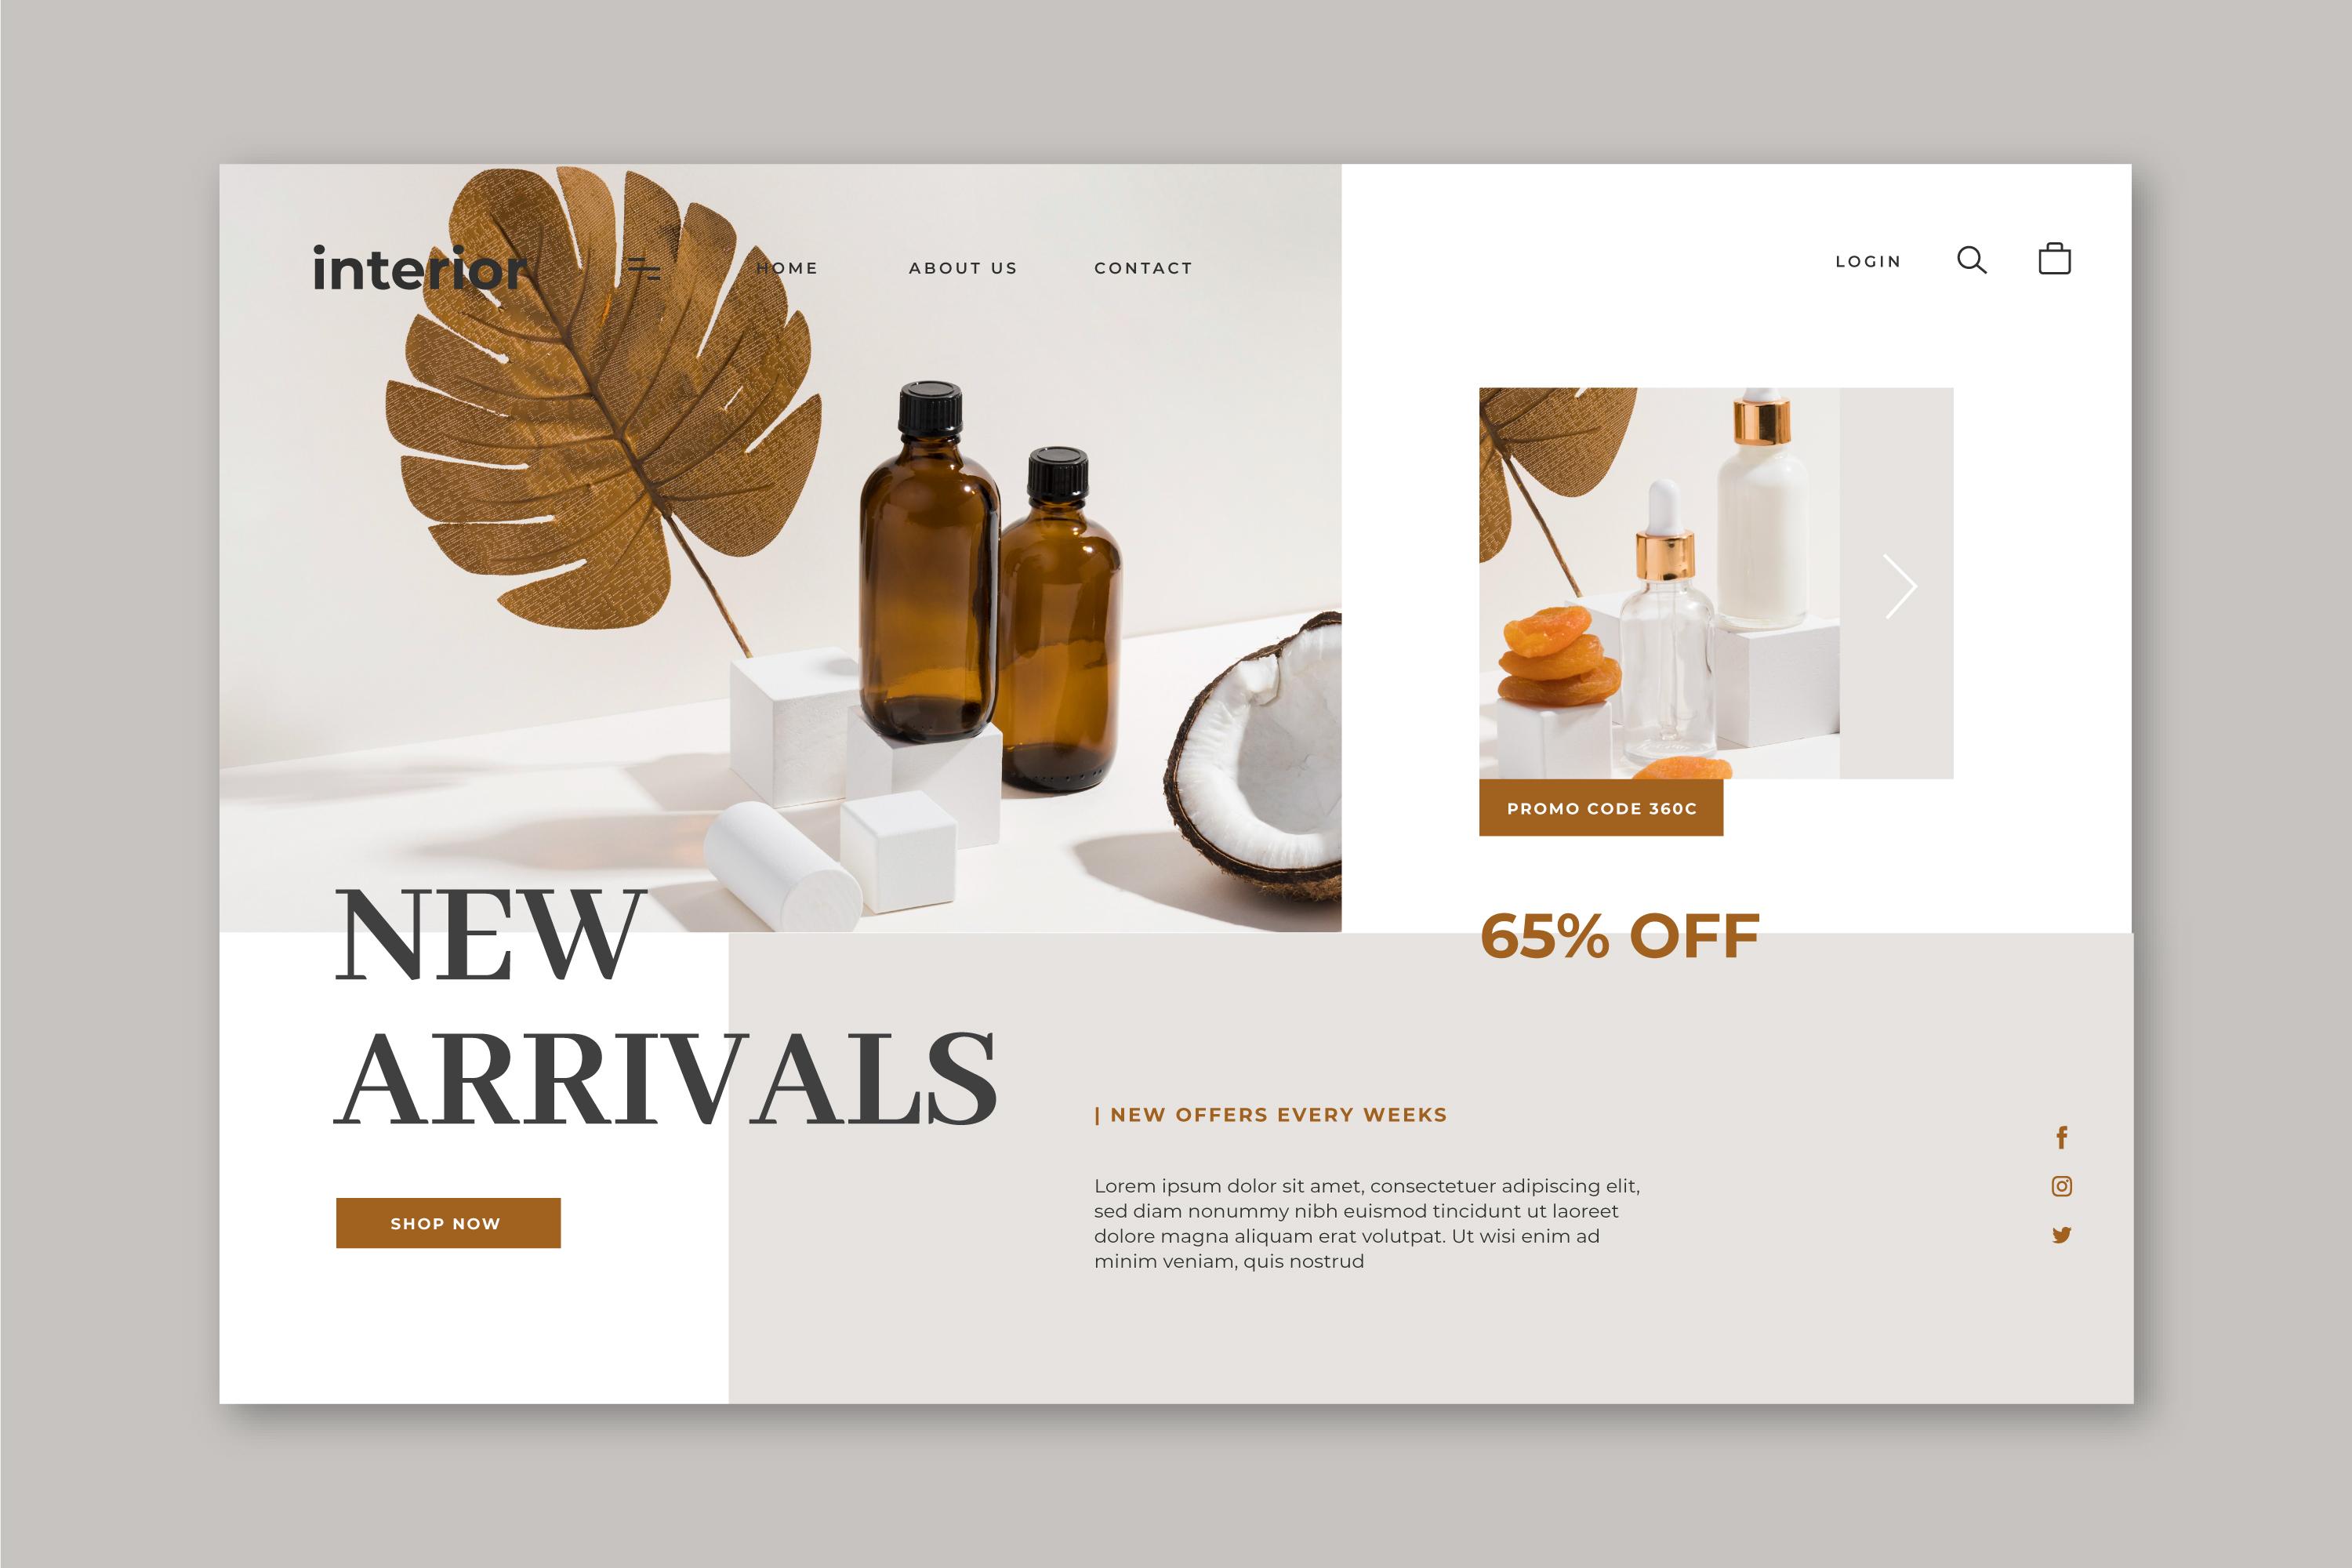 interior
HOME
ABOUT US
CONTACT
LOGIN
PROMO CODE 360C
65% OFF
NEW
ARRIVALS
SHOP NOW
| NEW OFFERS EVERY WEEKS
Lorem ipsum dolor sit amet, consectetuer adipiscing elit,
sed diam nonummy nibh euismod tincidunt ut laoreet
dolore magna aliquam erat volutpat. Ut wisi enim ad
minim veniam, quis nostrud